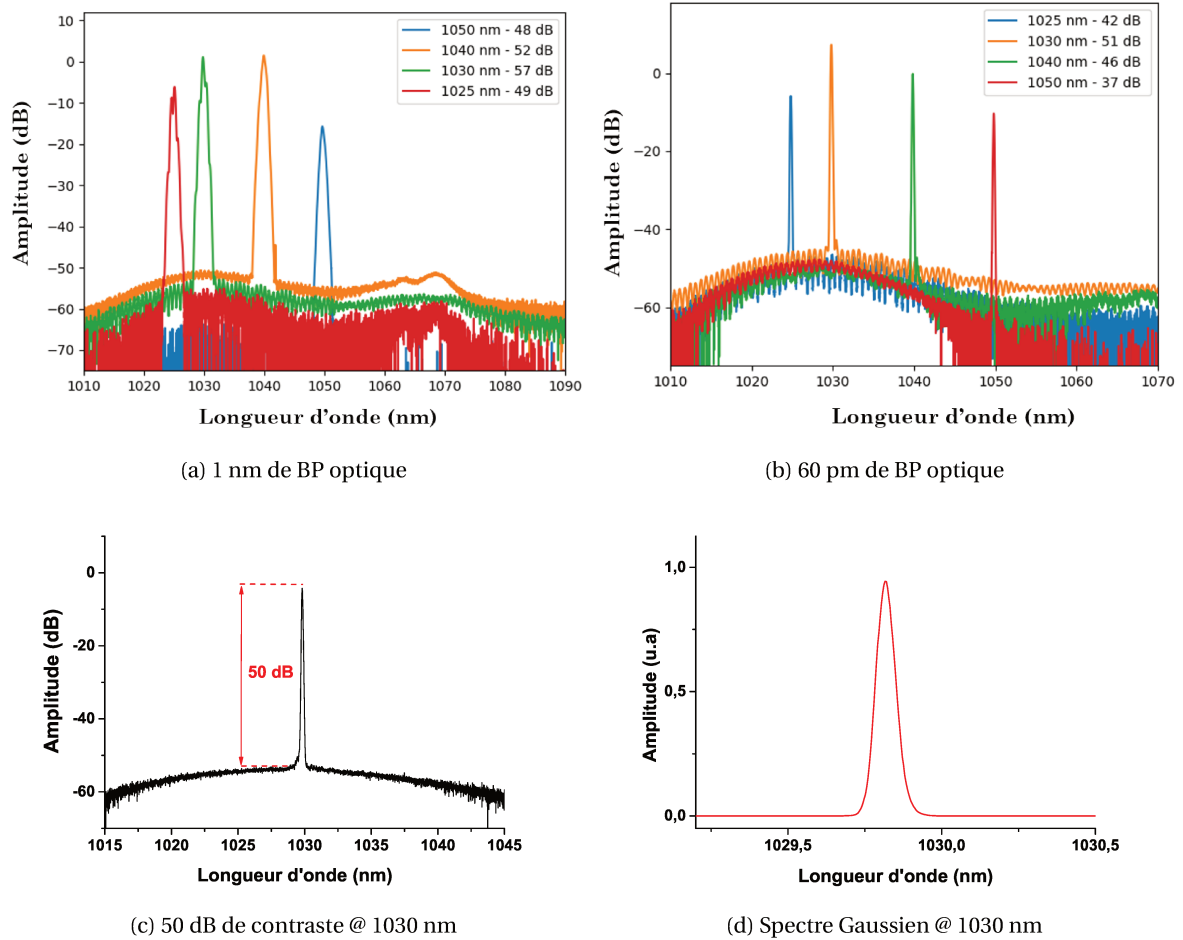 10
0
−10
−20
−30
−40
−50
−60
−70
Amplitude (dB)
1050 nm - 48 dB
1040 nm - 52 dB
1030 nm - 57 dB
1025 nm - 49 dB
1010 1020 1030 1040 1050 1060 1070 1080 1090
Longueur d'onde (nm)
(a) 1 nm de BP optique
0
−20
−40
−60
Amplitude (dB)
1025 nm - 42 dB
1030 nm - 51 dB
1040 nm - 46 dB
1050 nm - 37 dB
1010 1020 1030 1040 1050 1060 1070
Longueur d'onde (nm)
(b) 60 pm de BP optique
0
-20
-40
-60
Amplitude (dB)
50 dB
1015 1020 1025 1030 1035 1040 1045
Longueur d'onde (nm)
(c) 50 dB de contraste @ 1030 nm
1,0
0,5
0,0
Amplitude (u.a)
1029,5 1030,0 1030,5
Longueur d'onde (nm)
(d) Spectre Gaussien @ 1030 nm